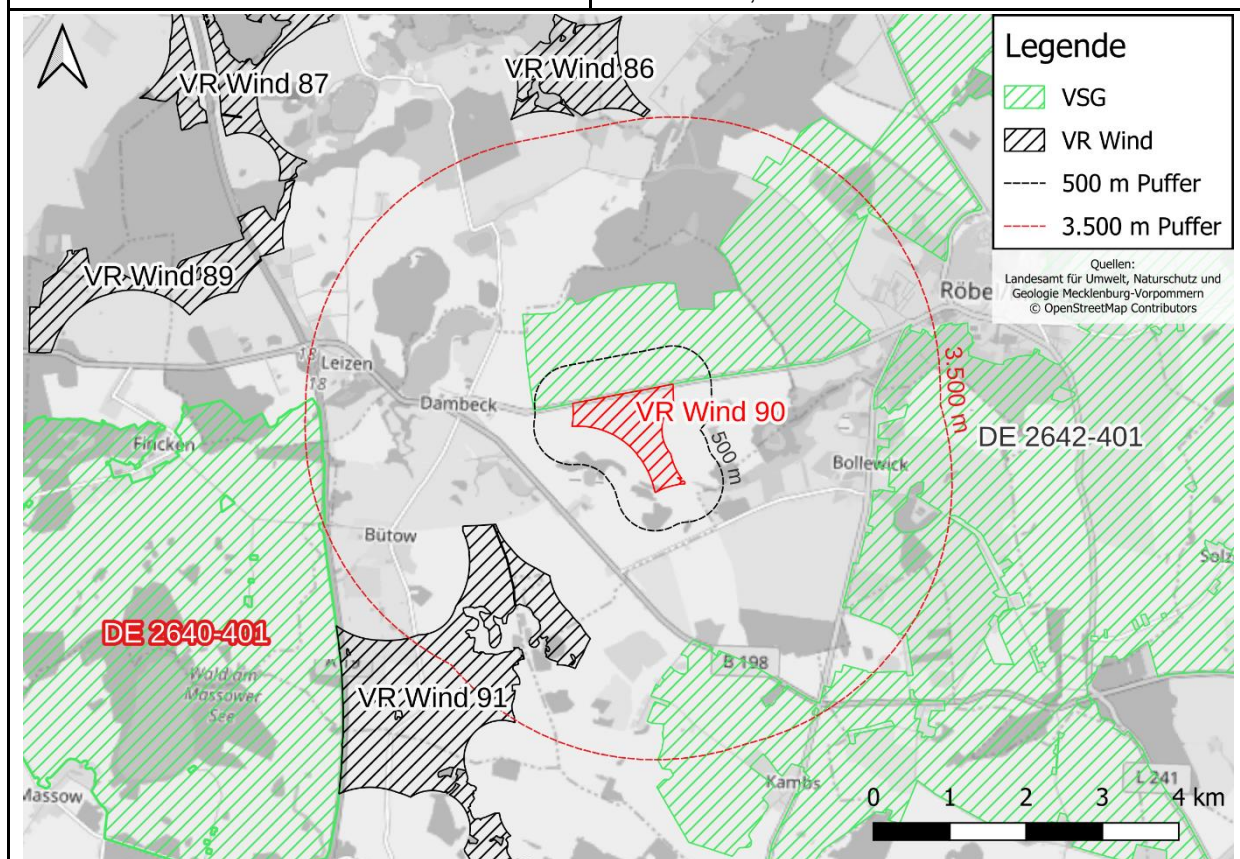 VR Wind 87
VR Wind 86
Legende
VSG
VR Wind
500 m Puffer
3.500 m Puffer
Quellen:
Landesamt für Umwelt, Naturschutz und
Geologie Mecklenburg-Vorpommern
© OpenStreetMap Contributors
VR Wind 89
Röbel
18
Leizen
18
3.500 m
Dambeck
VR Wind 90
Fincken
500 m
DE 2642-401
Bollewick
Bütow
Solz
DE 2640-401
A 19
B 198
Wald am
Massower
See
VR Wind 91
Kambs
L 241
Massow
0 1 2 3 4 km